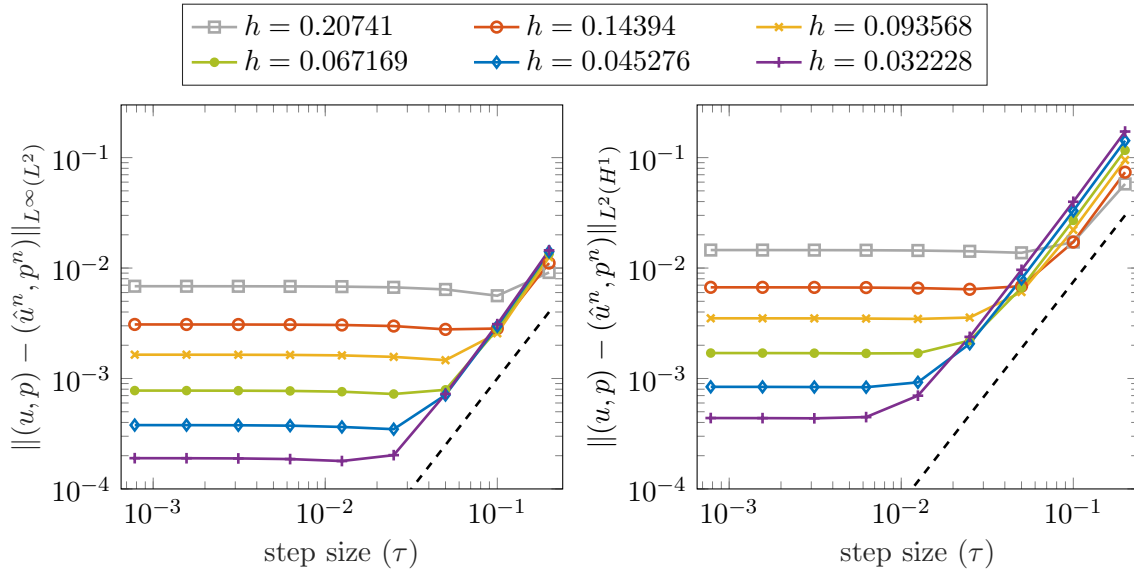 h = 0.20741 h = 0.14394 h = 0.093568
h = 0.067169 h = 0.045276 h = 0.032228
‖(u, p) − (û^n, p^n)‖_{L^∞(L^2)}
10^{-1}
10^{-2}
10^{-3}
10^{-4}
10^{-3} 10^{-2} 10^{-1}
step size (τ)
‖(u, p) − (û^n, p^n)‖_{L^2(H^1)}
10^{-1}
10^{-2}
10^{-3}
10^{-4}
10^{-3} 10^{-2} 10^{-1}
step size (τ)